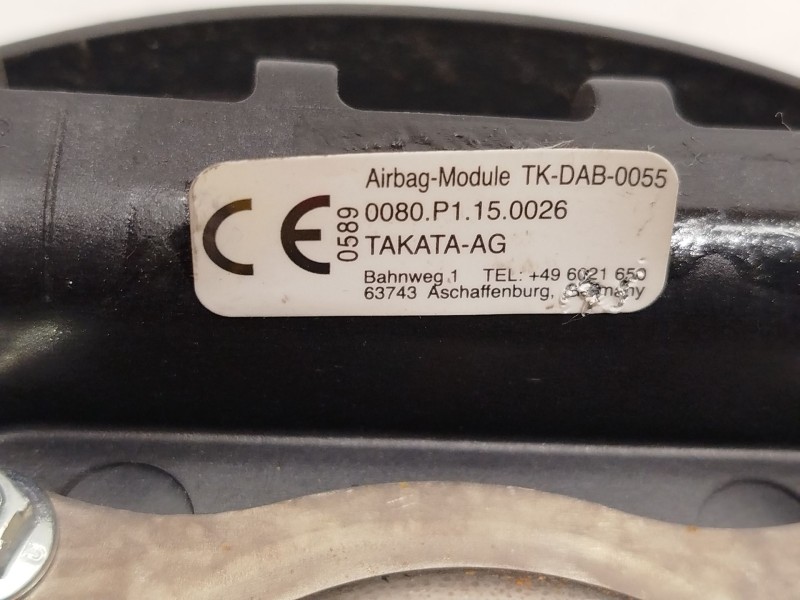 Airbag-Module TK-DAB-0055
CE 0589 0080.P1.15.0026
TAKATA-AG
Bahnweg 1 TEL: +49 6021 650
63743 Aschaffenburg, Germany